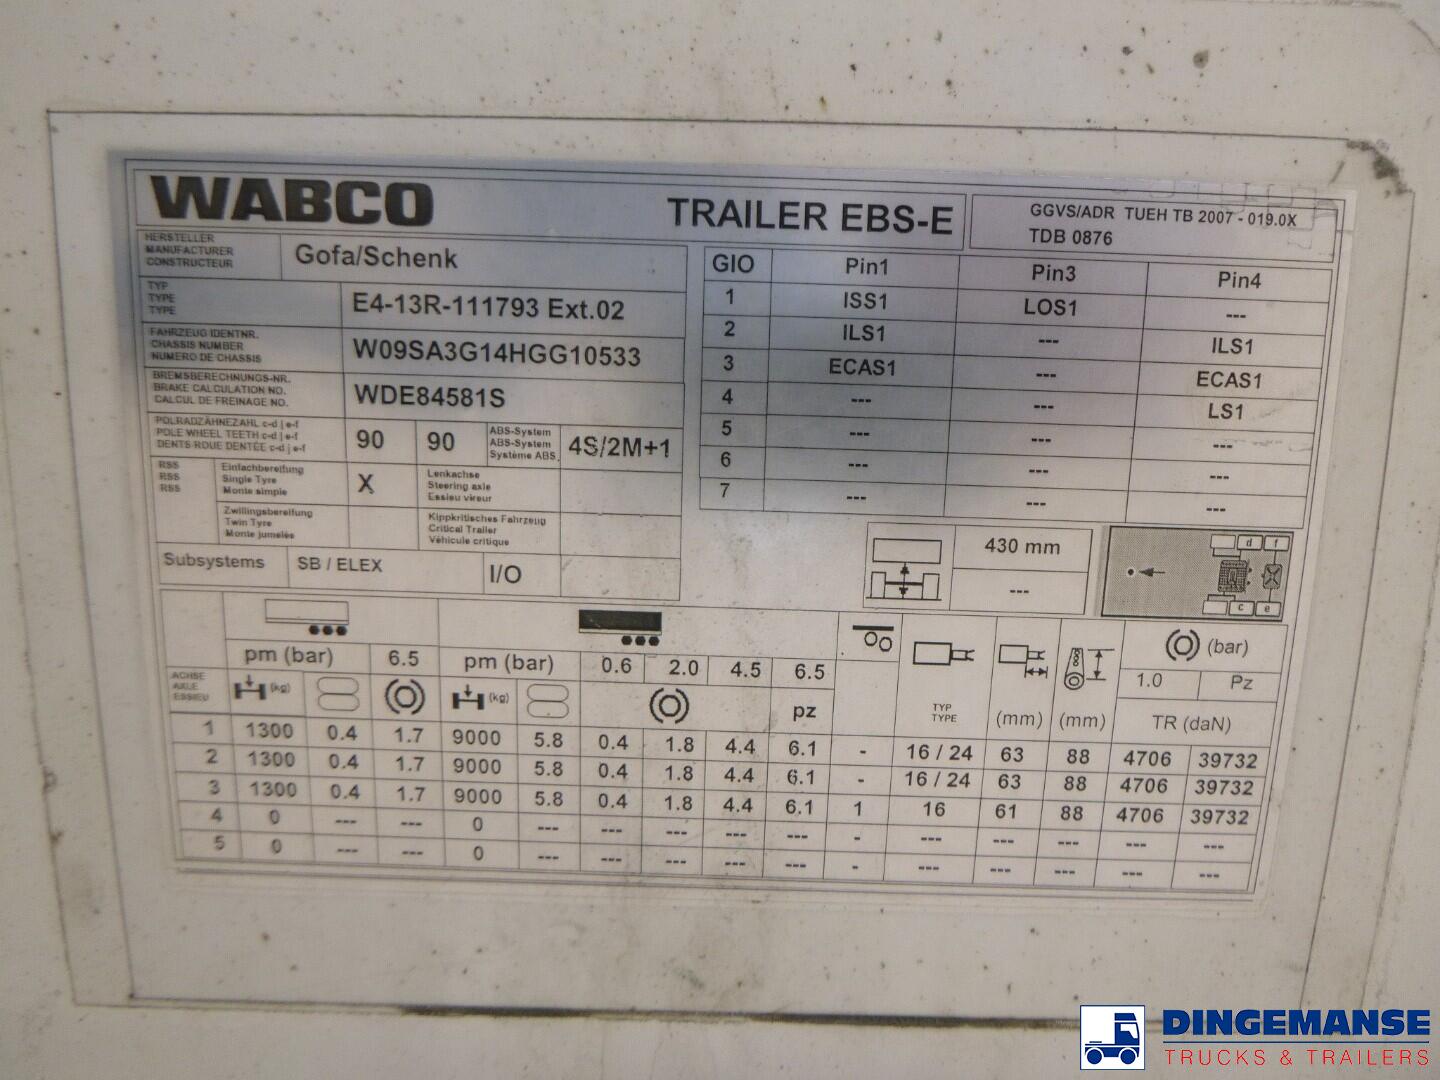 WABCO
TRAILER EBS-E
GGVS/ADR TUEH TB 2007 - 019.0X
TDB 0876
HERSTELLER
MANUFACTURER
CONSTRUCTEUR
Gofa/Schenk
TYP
TYPE
TYPE
E4-13R-111793 Ext.02
FAHRZEUG IDENTNR.
CHASSIS NUMBER
NUMERO DE CHASSIS
W09SA3G14HGG10533
BREMSBERECHNUNGS-NR.
BRAKE CALCULATION NO.
CALCUL DE FREINAGE NO.
WDE84581S
POLRADZÄHNEZAHL c-d | e-f
POLE WHEEL TEETH c-d | e-f
DENTS ROUE DENTÉE c-d | e-f
90 90
ABS-System
ABS-System
Système ABS
4S/2M+1
RSS
RSS
RSS
Einfachbereifung
Single Tyre
Monte simple
X
Lenkachse
Steering axle
Essieu vireur
Zwillingsbereifung
Twin Tyre
Monte jumelés
Kippkritisches Fahrzeug
Critical Trailer
Véhicule critique
Subsystems SB / ELEX I/O
GIO Pin1 Pin3 Pin4
1 ISS1 LOS1 ---
2 ILS1 --- ILS1
3 ECAS1 --- ECAS1
4 --- --- LS1
5 --- --- ---
6 --- --- ---
7 --- --- ---
430 mm
---
d f
c e
pm (bar) 6.5 pm (bar) 0.6 2.0 4.5 6.5 (bar)
1.0 Pz
ACHSE
AXLE
ESSIEU
(kg) (kg) pz
TYP
TYPE
(mm) (mm) TR (daN)
1 1300 0.4 1.7 9000 5.8 0.4 1.8 4.4 6.1 - 16 / 24 63 88 4706 39732
2 1300 0.4 1.7 9000 5.8 0.4 1.8 4.4 6.1 - 16 / 24 63 88 4706 39732
3 1300 0.4 1.7 9000 5.8 0.4 1.8 4.4 6.1 1 16 61 88 4706 39732
4 0 --- --- 0 --- --- --- --- --- - --- --- --- --- ---
5 0 --- --- 0 --- --- --- --- --- - --- --- --- --- ---
DINGEMANSE
TRUCKS & TRAILERS